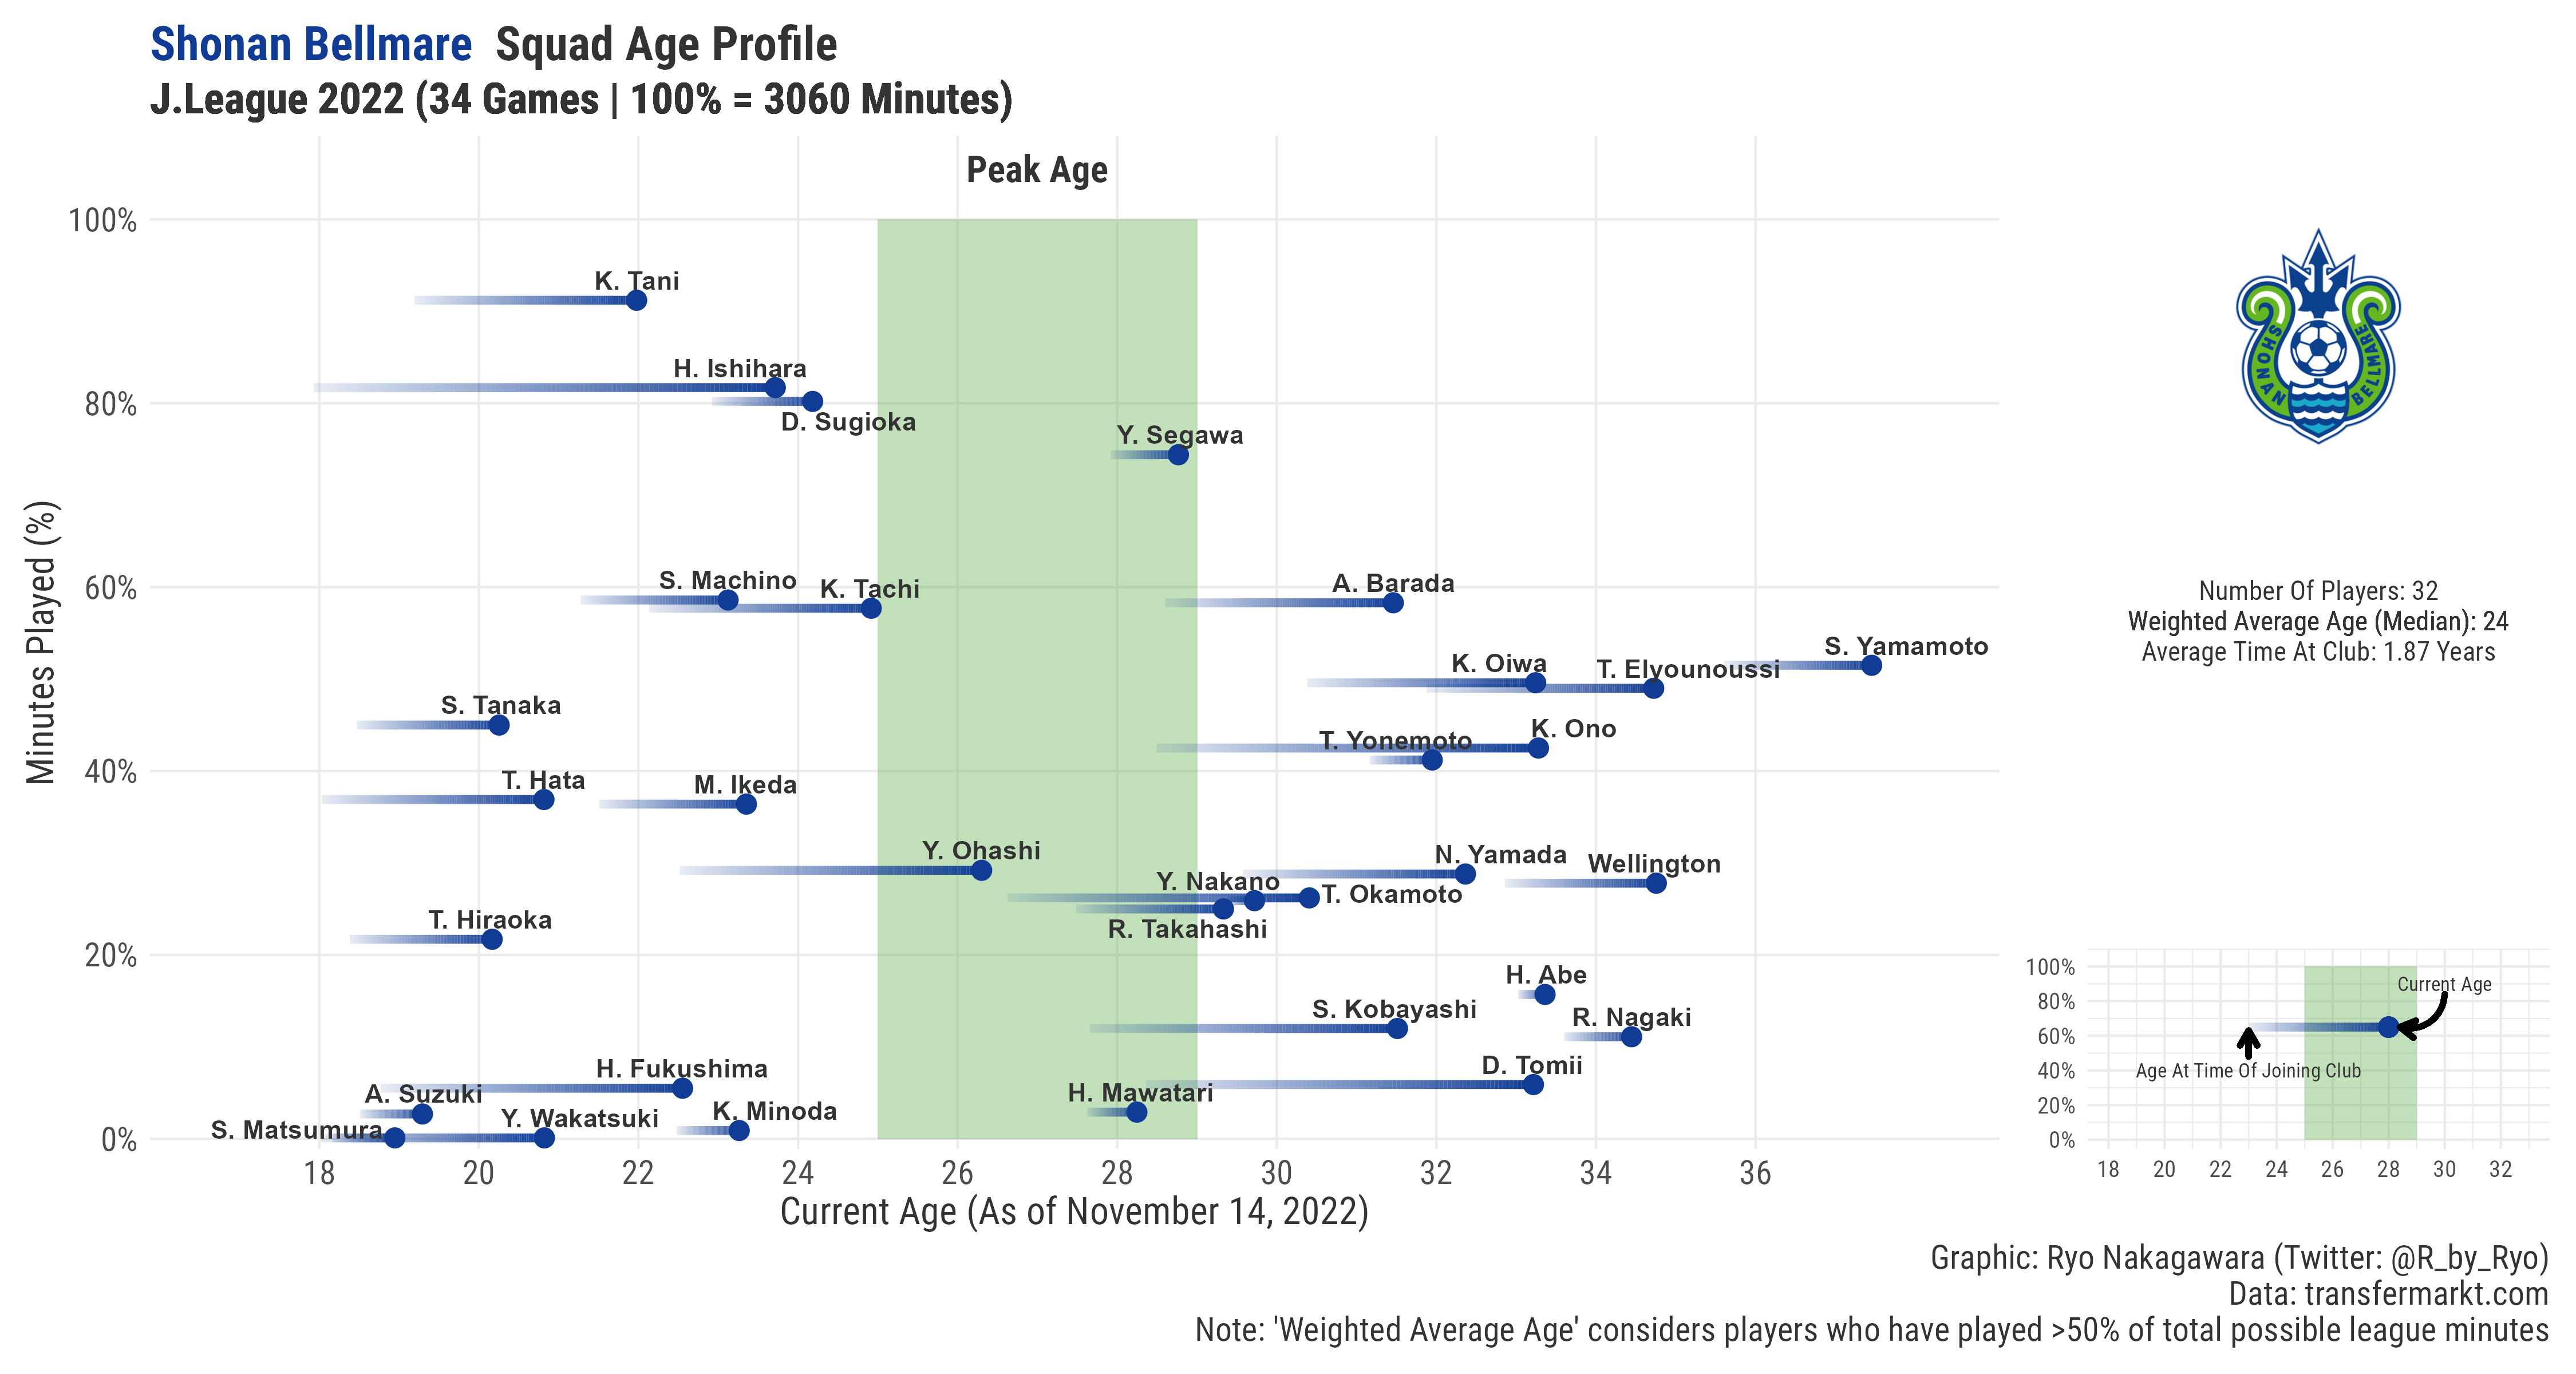 Shonan Bellmare Squad Age Profile
J.League 2022 (34 Games | 100% = 3060 Minutes)
Peak Age
100%
80%
60%
40%
20%
0%
Minutes Played (%)
K. Tani
H. Ishihara
D. Sugioka
Y. Segawa
S. Machino
K. Tachi
A. Barada
S. Yamamoto
K. Oiwa
T. Elyounoussi
S. Tanaka
K. Ono
T. Yonemoto
T. Hata
M. Ikeda
Y. Ohashi
N. Yamada
Wellington
Y. Nakano
T. Okamoto
R. Takahashi
T. Hiraoka
H. Abe
S. Kobayashi
R. Nagaki
H. Fukushima
D. Tomii
A. Suzuki
H. Mawatari
S. Matsumura
Y. Wakatsuki
K. Minoda
18 20 22 24 26 28 30 32 34 36
Current Age (As of November 14, 2022)
SHONAN BELLMARE
Number Of Players: 32
Weighted Average Age (Median): 24
Average Time At Club: 1.87 Years
100%
80%
60%
40%
20%
0%
Current Age
Age At Time Of Joining Club
18 20 22 24 26 28 30 32
Graphic: Ryo Nakagawara (Twitter: @R_by_Ryo)
Data: transfermarkt.com
Note: 'Weighted Average Age' considers players who have played >50% of total possible league minutes